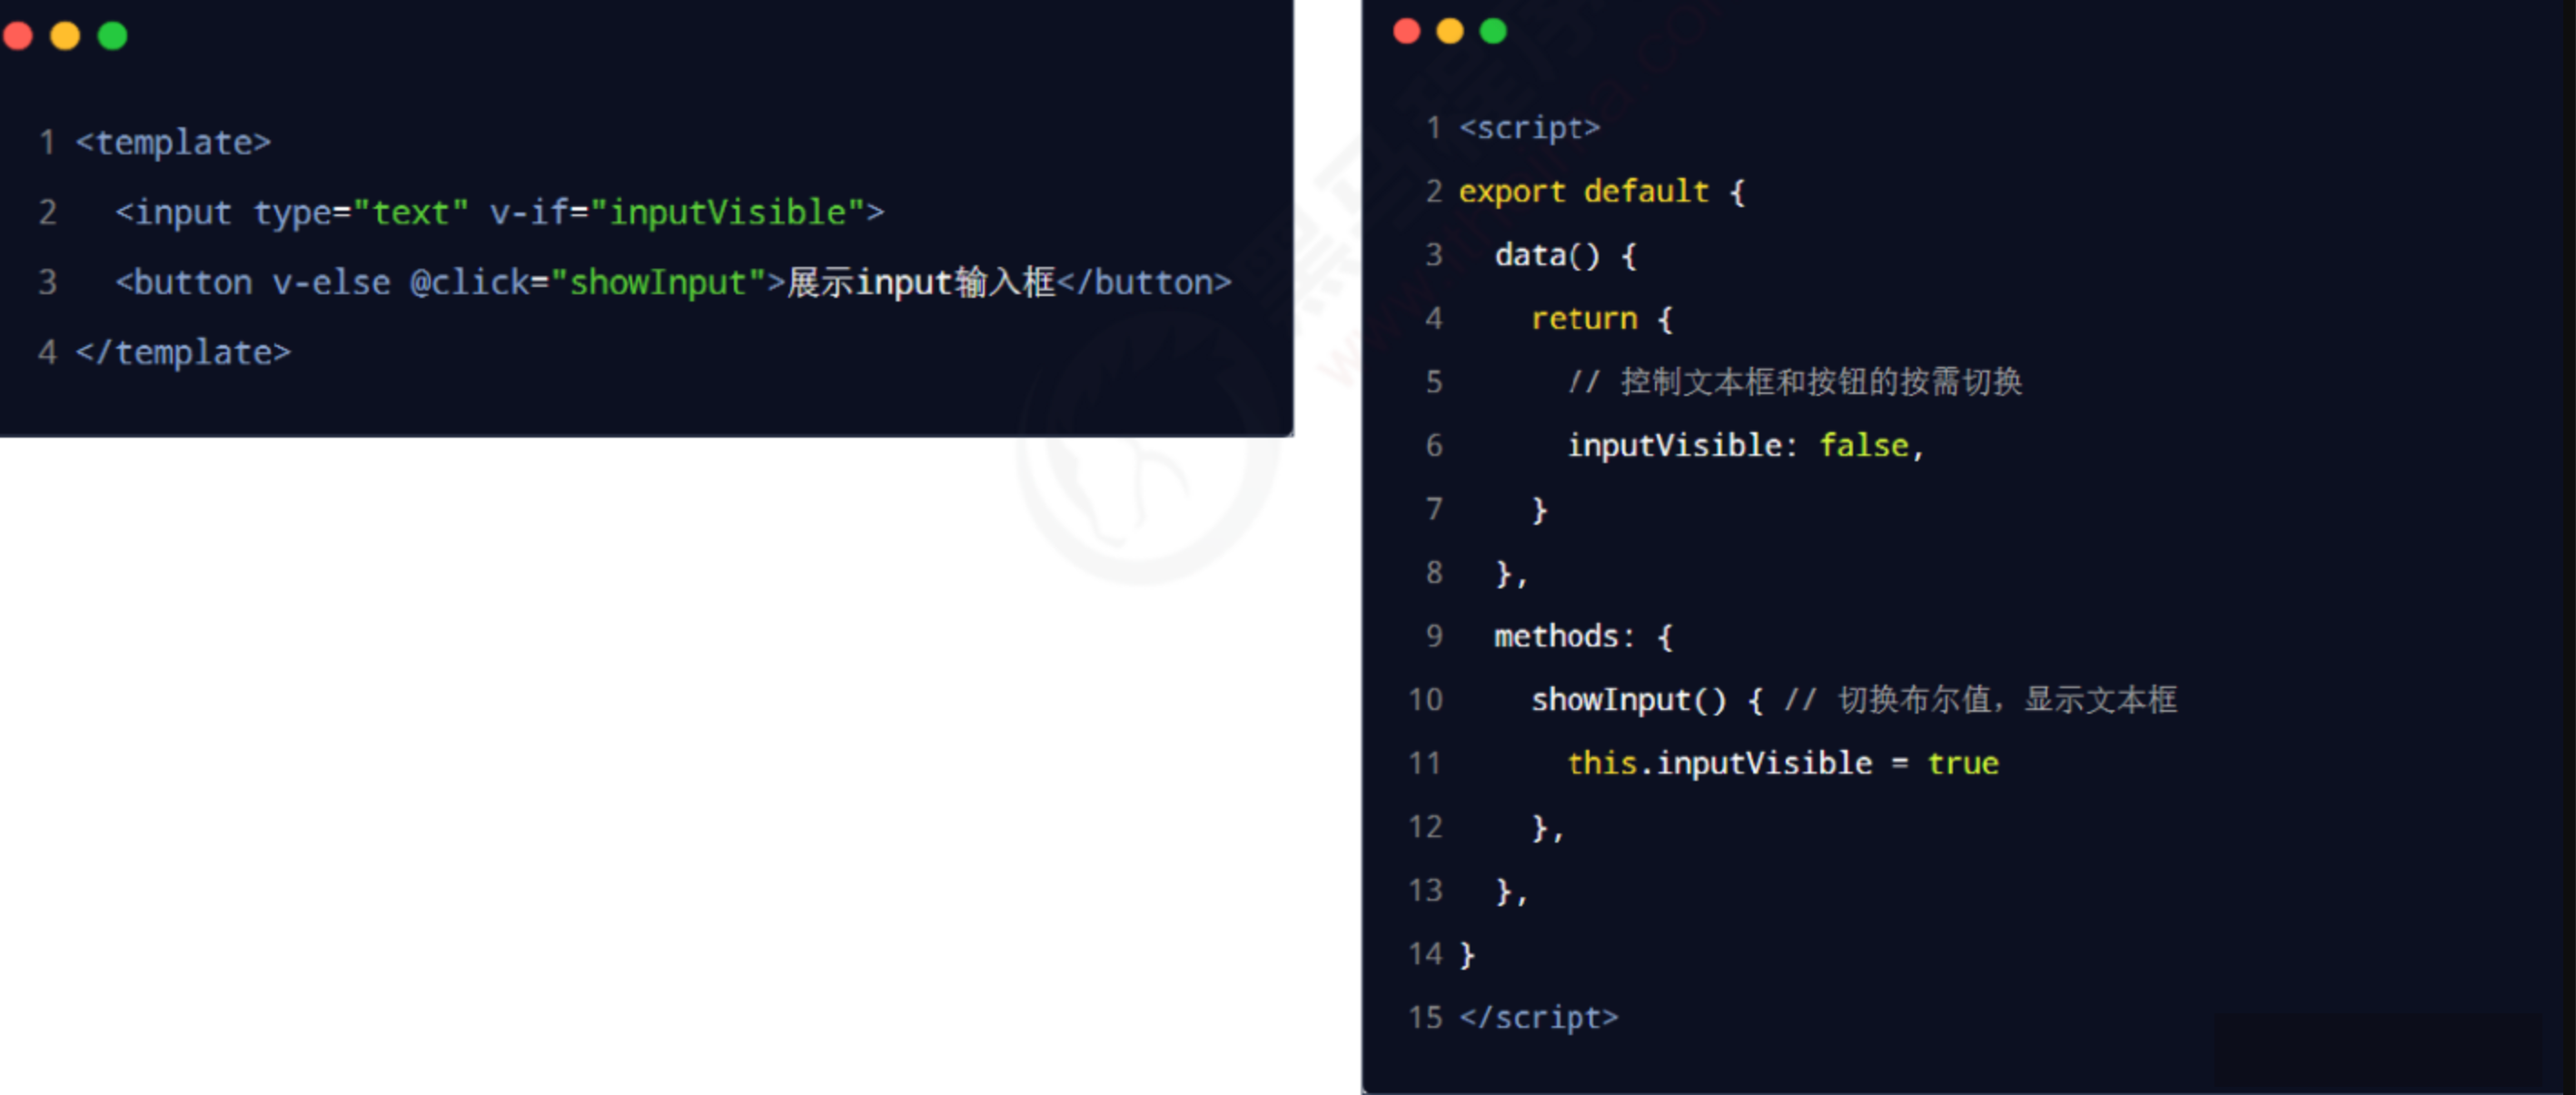 1 <template>
2   <input type="text" v-if="inputVisible">
3   <button v-else @click="showInput">展示input输入框</button>
4 </template>
1 <script>
2 export default {
3   data() {
4     return {
5       // 控制文本框和按钮的按需切换
6       inputVisible: false,
7     }
8   },
9   methods: {
10     showInput() { // 切换布尔值，显示文本框
11       this.inputVisible = true
12     },
13   },
14 }
15 </script>